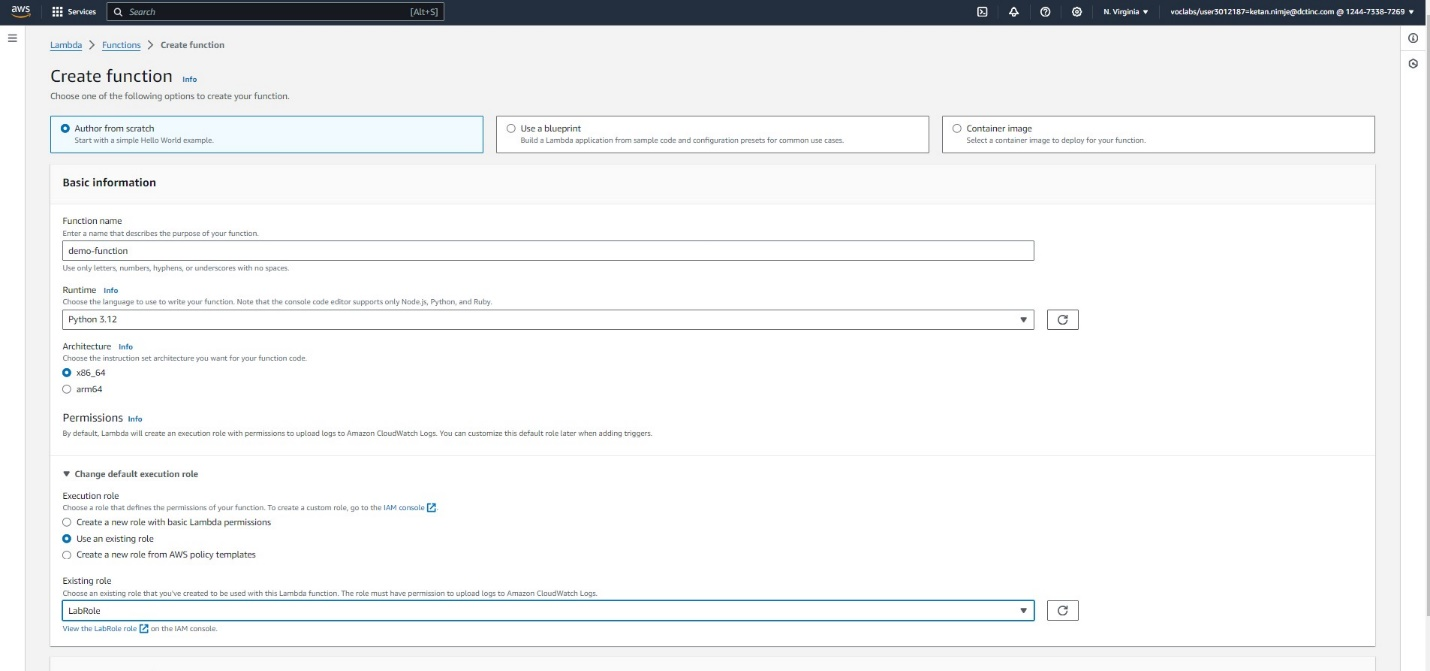 aws Services Search [Alt+S] N. Virginia ▼ voclabs/user3012187=ketan.nimje@dctinc.com @ 1244-7338-7269 ▼
Lambda > Functions > Create function
Create function Info
Choose one of the following options to create your function.
Author from scratch
Start with a simple Hello World example.
Use a blueprint
Build a Lambda application from sample code and configuration presets for common use cases.
Container image
Select a container image to deploy for your function.
Basic information
Function name
Enter a name that describes the purpose of your function.
demo-function
Use only letters, numbers, hyphens, or underscores with no spaces.
Runtime Info
Choose the language to use to write your function. Note that the console code editor supports only Node.js, Python, and Ruby.
Python 3.12
Architecture Info
Choose the instruction set architecture you want for your function code.
x86_64
arm64
Permissions Info
By default, Lambda will create an execution role with permissions to upload logs to Amazon CloudWatch Logs. You can customize this default role later when adding triggers.
▼ Change default execution role
Execution role
Choose a role that defines the permissions of your function. To create a custom role, go to the IAM console.
Create a new role with basic Lambda permissions
Use an existing role
Create a new role from AWS policy templates
Existing role
Choose an existing role that you've created to be used with this Lambda function. The role must have permission to upload logs to Amazon CloudWatch Logs.
LabRole
View the LabRole role on the IAM console.